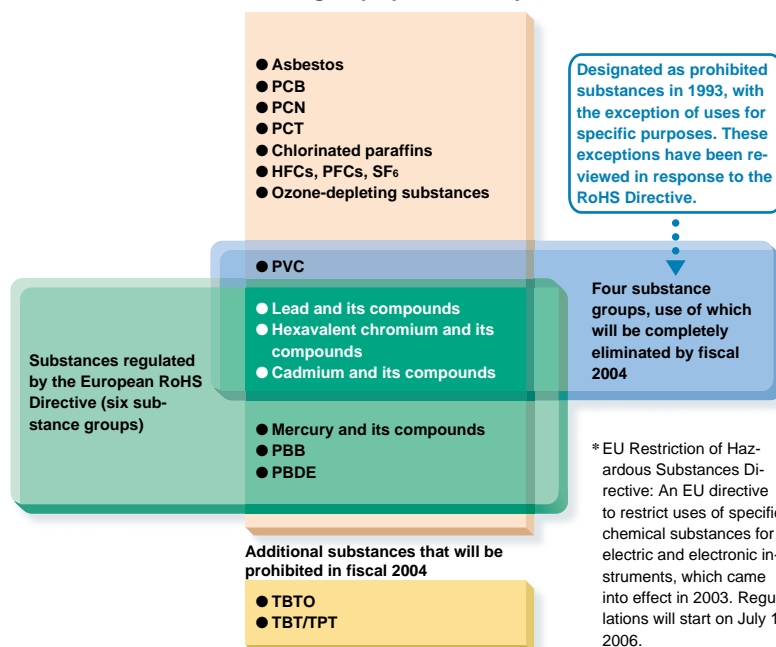 ● Asbestos
● PCB
● PCN
● PCT
● Chlorinated paraffins
● HFCs, PFCs, SF6
● Ozone-depleting substances
Designated as prohibited
substances in 1993, with
the exception of uses for
specific purposes. These
exceptions have been re-
viewed in response to the
RoHS Directive.
● PVC
● Lead and its compounds
● Hexavalent chromium and its
compounds
● Cadmium and its compounds
Four substance
groups, use of which
will be completely
eliminated by fiscal
2004
Substances regulated
by the European RoHS
Directive (six sub-
stance groups)
● Mercury and its compounds
● PBB
● PBDE
* EU Restriction of Haz-
ardous Substances Di-
rective: An EU directive
to restrict uses of specific
chemical substances for
electric and electronic in-
struments, which came
into effect in 2003. Regu
lations will start on July 1
2006.
Additional substances that will be
prohibited in fiscal 2004
● TBTO
● TBT/TPT